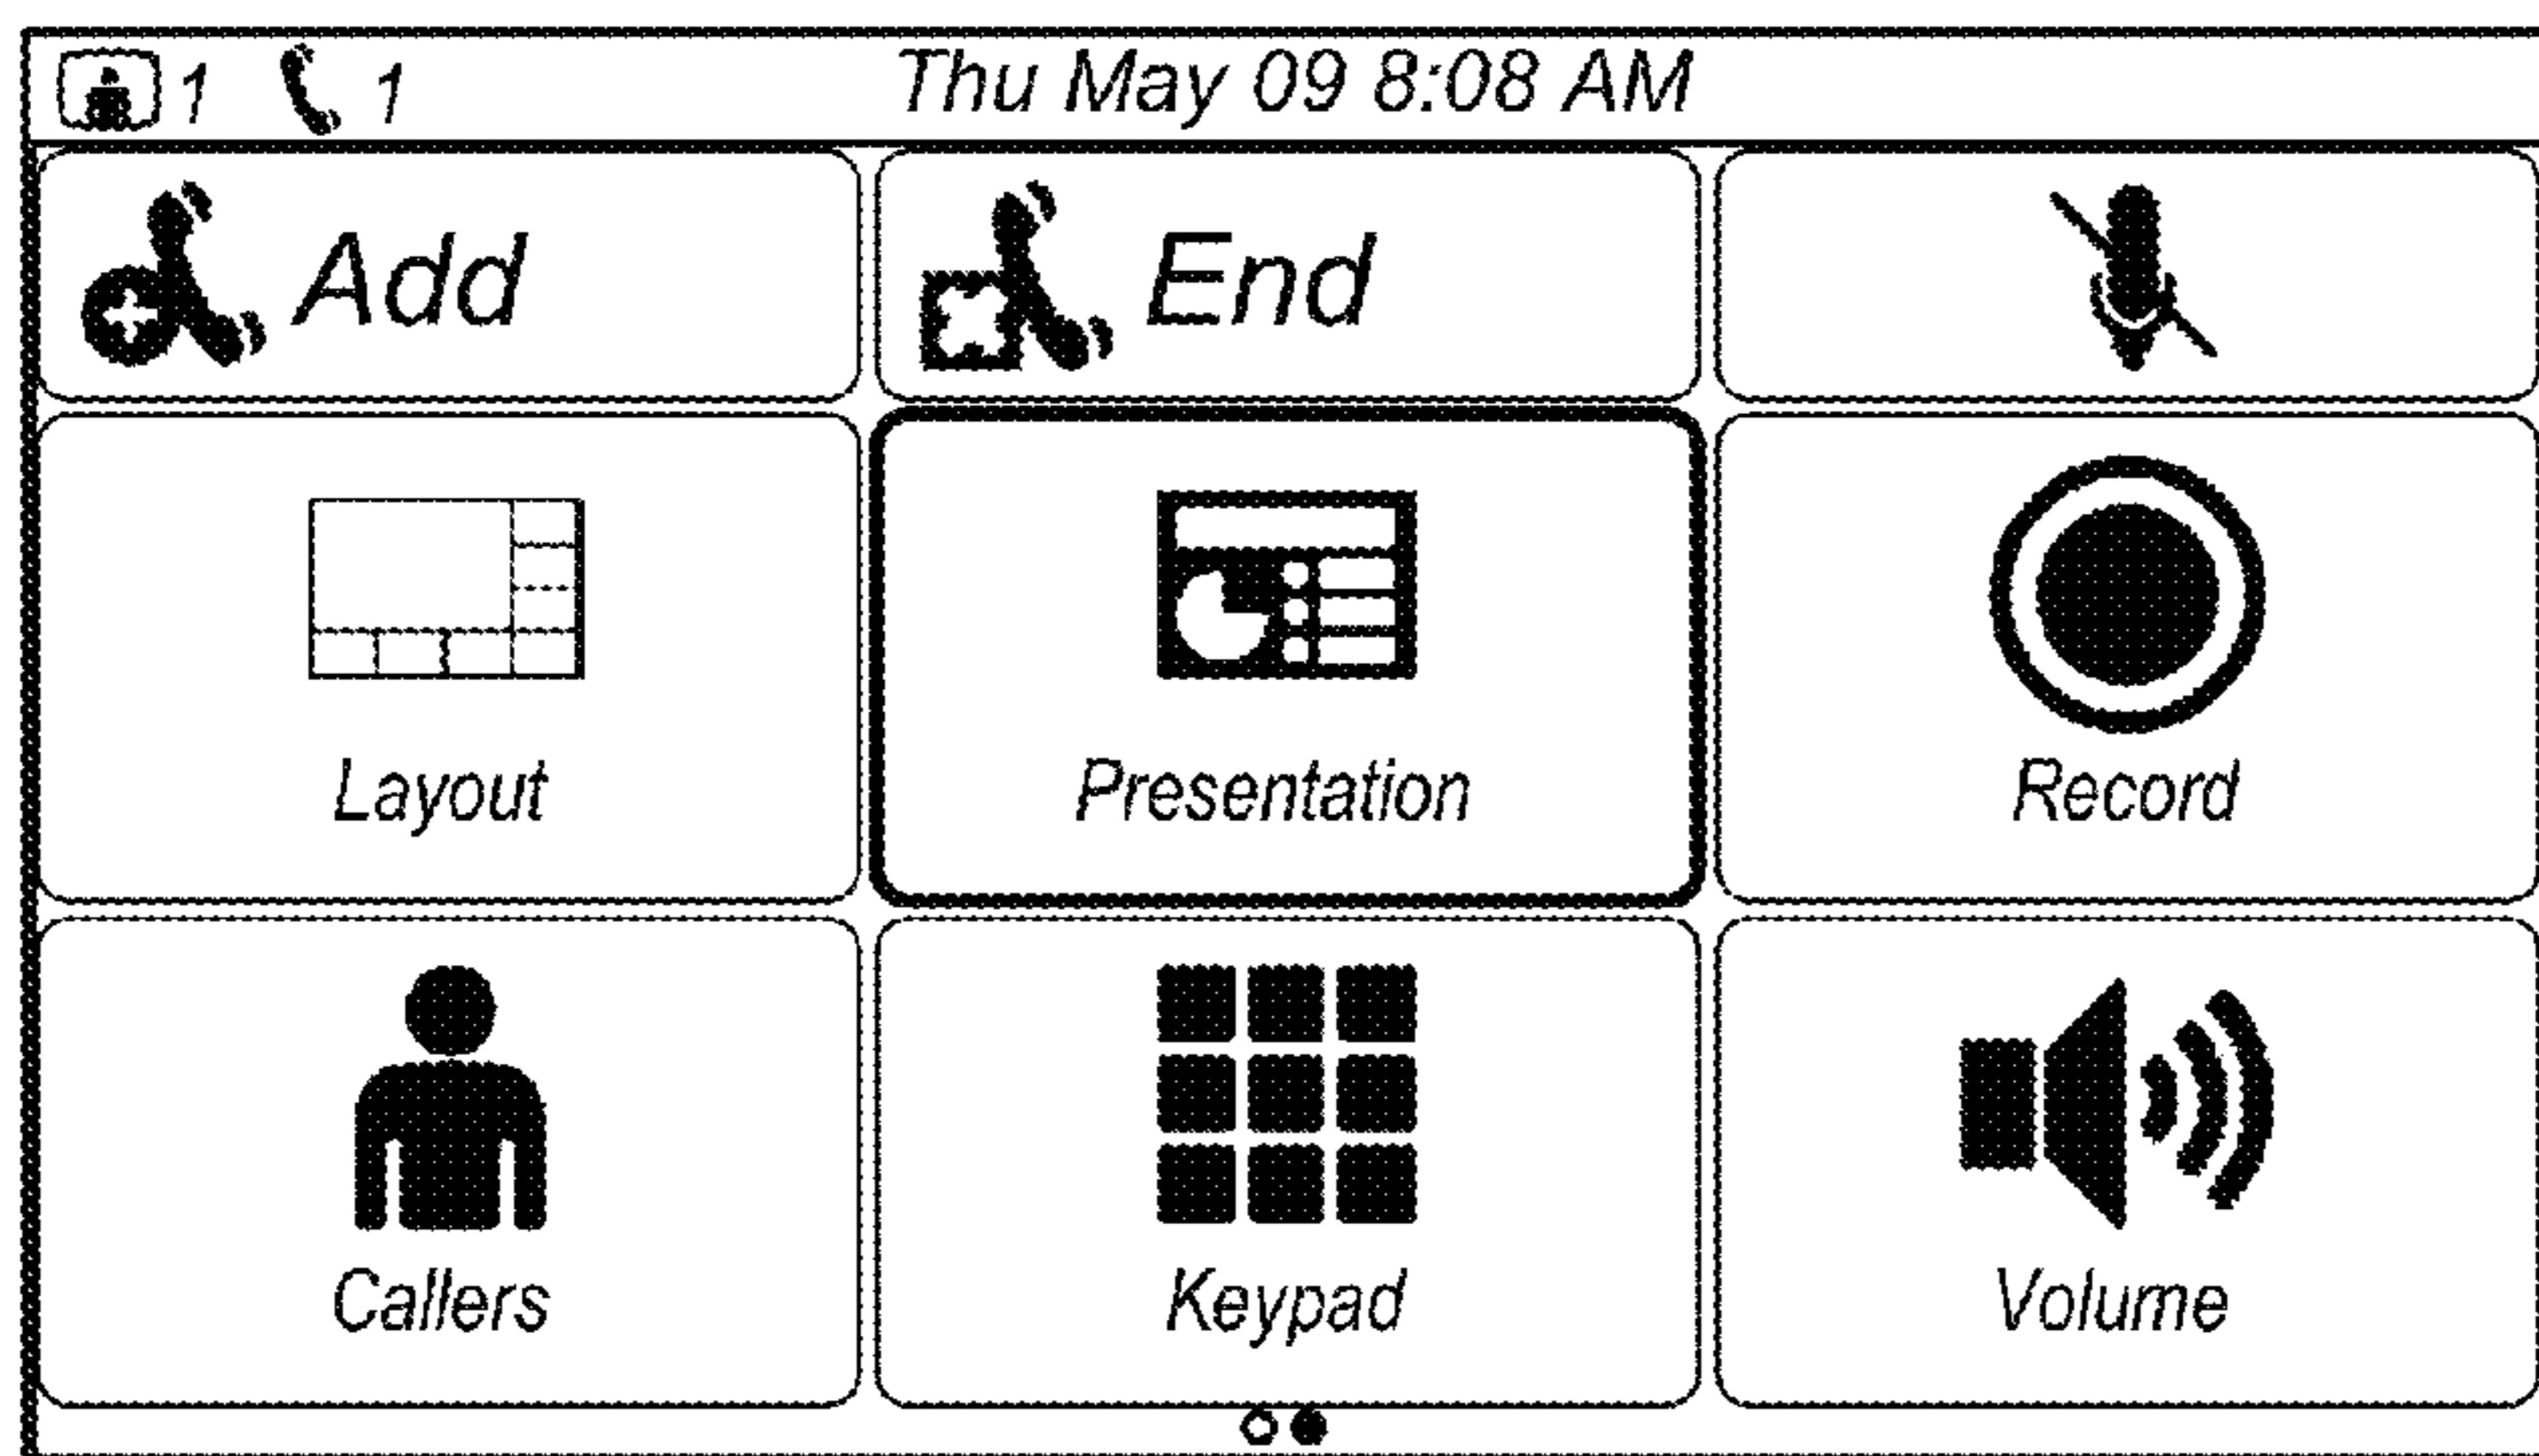 1 1 Thu May 09 8:08 AM
Add End
Layout Presentation Record
Callers Keypad Volume